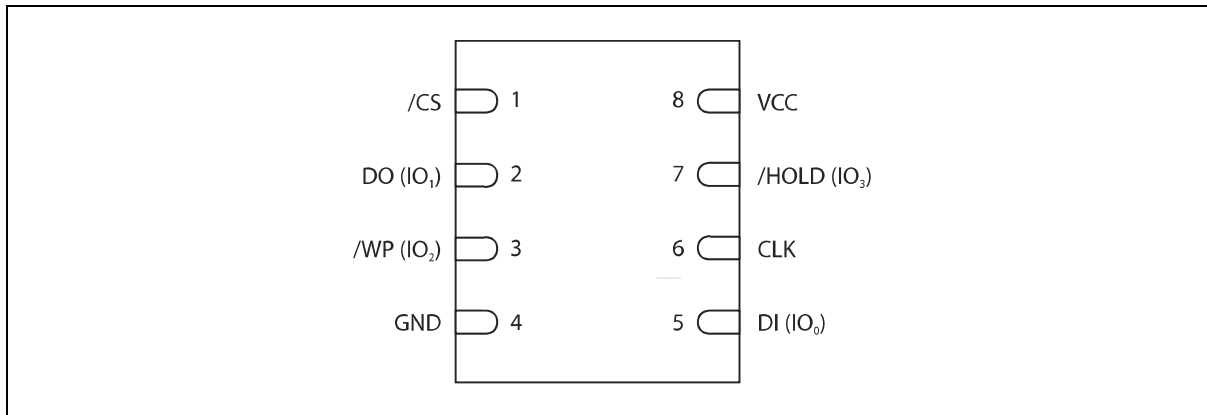 /CS 1 8 VCC
DO (IO₁) 2 7 /HOLD (IO₃)
/WP (IO₂) 3 6 CLK
GND 4 5 DI (IO₀)